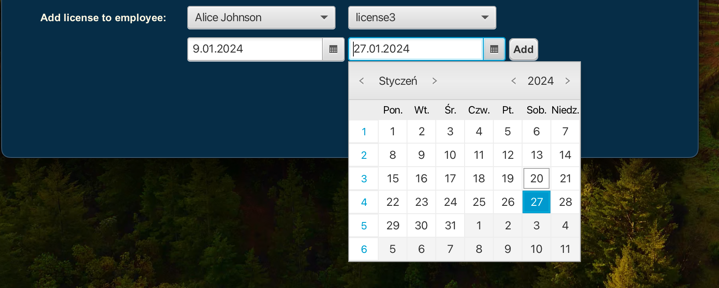 Add license to employee: Alice Johnson license3
9.01.2024 27.01.2024 Add
< Styczeń > < 2024 >
Pon. Wt. Śr. Czw. Pt. Sob. Niedz.
1 1 2 3 4 5 6 7
2 8 9 10 11 12 13 14
3 15 16 17 18 19 20 21
4 22 23 24 25 26 27 28
5 29 30 31 1 2 3 4
6 5 6 7 8 9 10 11